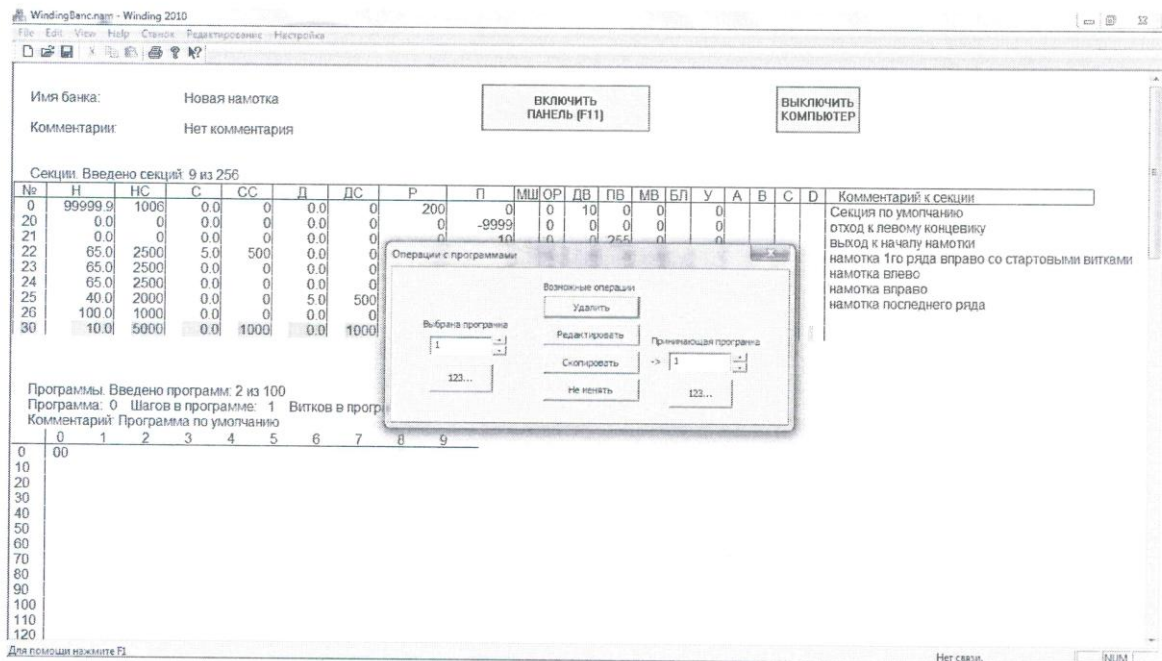 WindingBanc.nam - Winding 2010
File Edit View Help Станок Редактирование Настройка
Имя банка: Новая намотка
ВКЛЮЧИТЬ ПАНЕЛЬ (F11)
ВЫКЛЮЧИТЬ КОМПЬЮТЕР
Комментарии: Нет комментария
Секции. Введено секций: 9 из 256
№ Н НС С СС Д ДС Р П МШ ОР ДВ ПВ МВ БЛ У A B C D Комментарий к секции
0 99999.9 1006 0.0 0 0.0 0 200 0 0 10 0 0 0 Секция по умолчанию
20 0.0 0 0.0 0 0.0 0 0 -9999 0 0 0 0 0 отход к левому концевику
21 0.0 0 0.0 0 0.0 0 0 10 0 0 255 0 0 выход к началу намотки
22 65.0 2500 5.0 500 0.0 0 намотка 1го ряда вправо со стартовыми витками
23 65.0 2500 0.0 0 0.0 0 намотка влево
24 65.0 2500 0.0 0 0.0 0 намотка вправо
25 40.0 2000 0.0 0 5.0 500 намотка последнего ряда
26 100.0 1000 0.0 0 0.0 0
30 10.0 5000 0.0 1000 0.0 1000
Операции с программами
Возможные операции
Удалить
Выбрана программа
Редактировать
Принимающая программа
1
Скопировать
-> 1
123...
Не менять
123...
Программы. Введено программ: 2 из 100
Программа: 0 Шагов в программе: 1 Витков в
Комментарий: Программа по умолчанию
0 1 2 3 4 5 6 7 8 9
0 00
10
20
30
40
50
60
70
80
90
100
110
120
Для помощи нажмите F1
Нет связи.
NUM